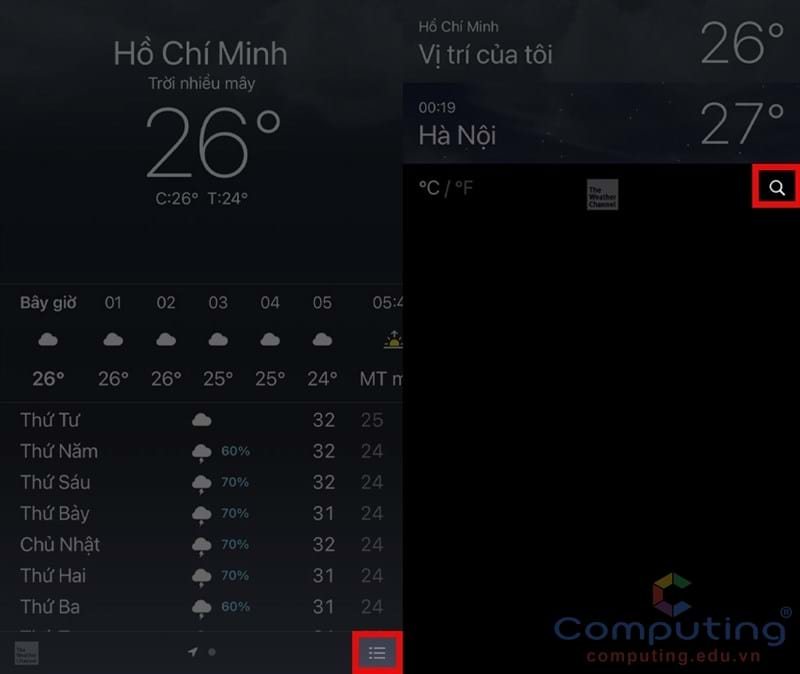 Hồ Chí Minh
Trời nhiều mây
26°
C:26° T:24°
Bây giờ 01 02 03 04 05 05:4
26° 26° 26° 25° 25° 24° MT m
Thứ Tư 32 25
Thứ Năm 60% 32 24
Thứ Sáu 70% 32 24
Thứ Bảy 70% 31 24
Chủ Nhật 70% 32 24
Thứ Hai 70% 31 24
Thứ Ba 60% 31 24
The
Weather
Channel
Hồ Chí Minh
Vị trí của tôi
26°
00:19
Hà Nội
27°
°C / °F
The
Weather
Channel
Computing®
computing.edu.vn